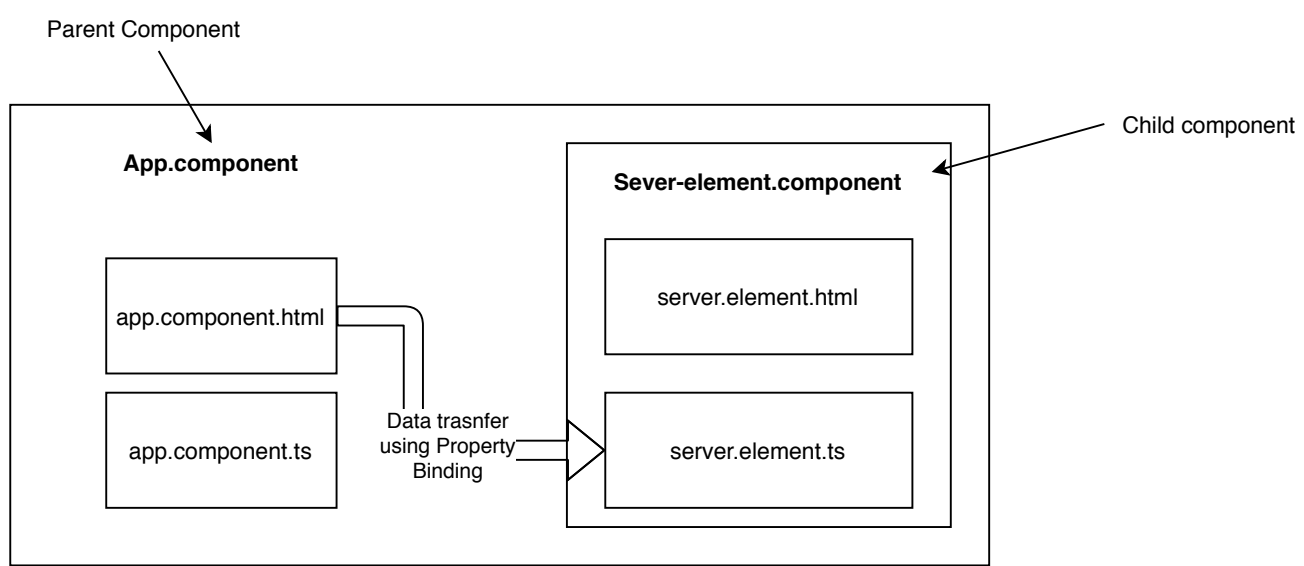 Parent Component
Child component
App.component
Sever-element.component
app.component.html
server.element.html
Data trasnfer
using Property
Binding
app.component.ts
server.element.ts